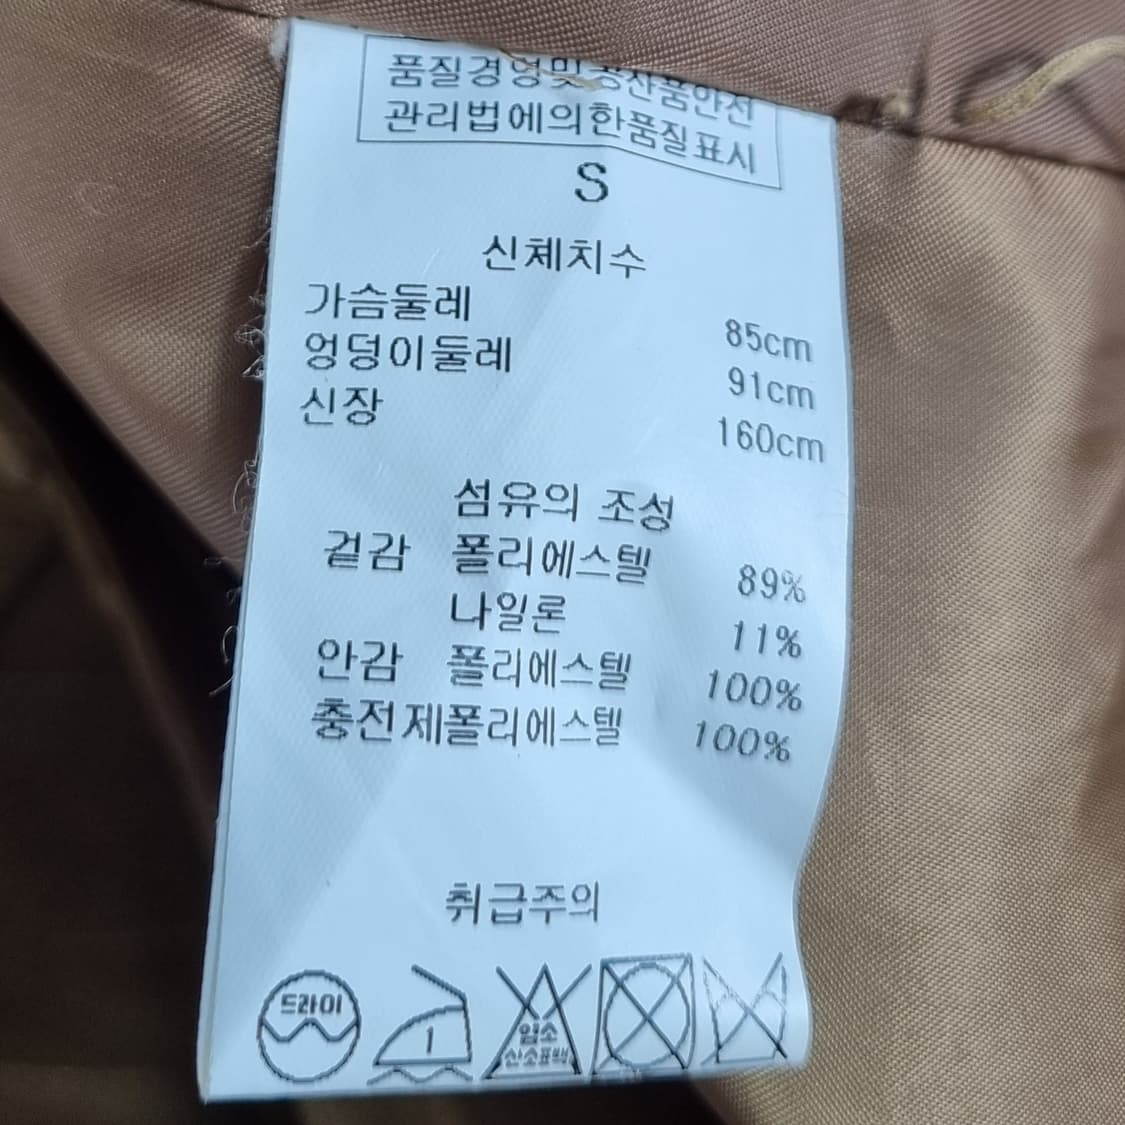 품질경영및공산품안전
관리법에의한품질표시
S
신체치수
가슴둘레 85cm
엉덩이둘레 91cm
신장 160cm
섬유의 조성
겉감 폴리에스텔 89%
나일론 11%
안감 폴리에스텔 100%
충전제폴리에스텔 100%
취급주의
드라이
1
염소
산소표백